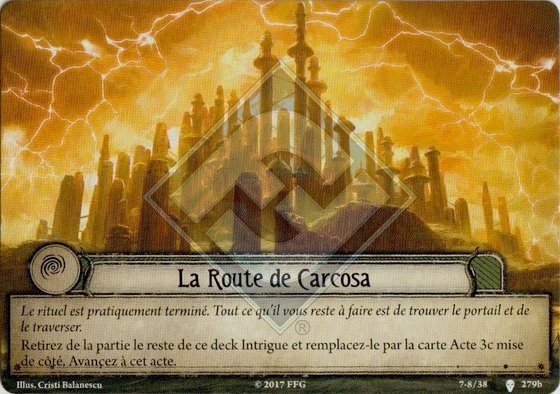 La Route de Carcosa
Le rituel est pratiquement terminé. Tout ce qu'il vous reste à faire est de trouver le portail et de
le traverser.
Retirez de la partie le reste de ce deck Intrigue et remplacez-le par la carte Acte 3c mise
de côté. Avancez à cet acte.
Illus. Cristi Balanescu © 2017 FFG 7-8/38 279b
®